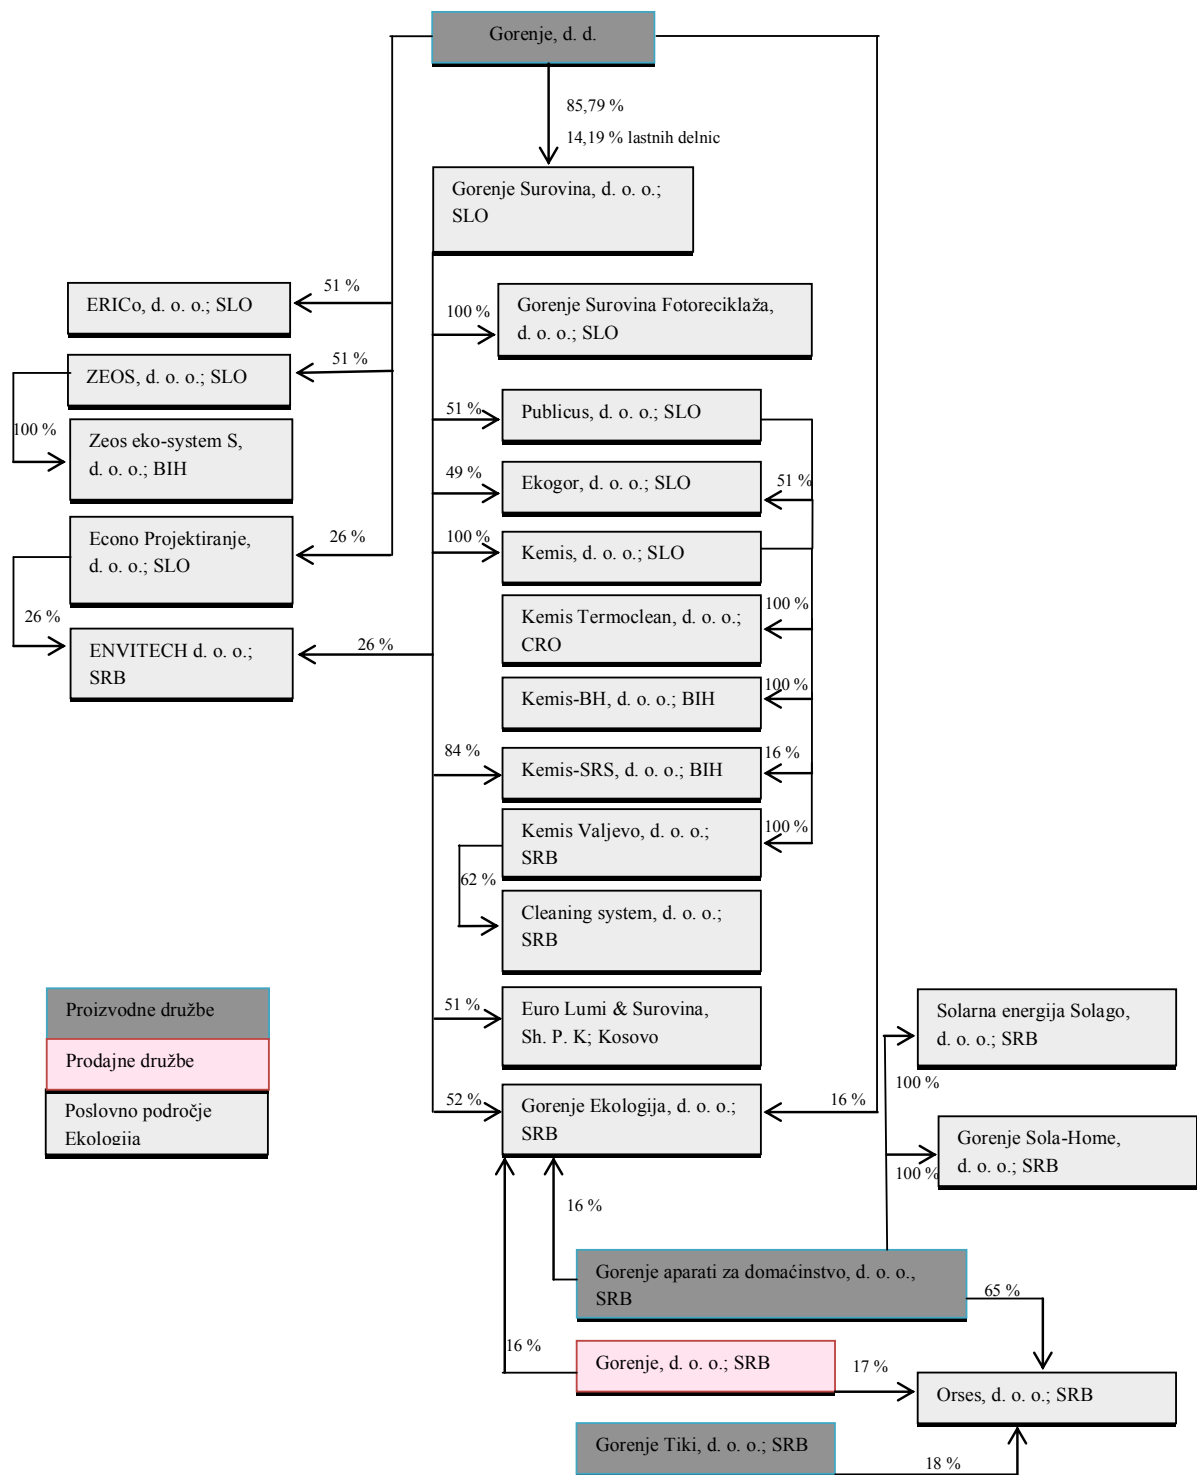 Gorenje, d. d.
85,79 %
14,19 % lastnih delnic
Gorenje Surovina, d. o. o.;
SLO
51 %
ERICo, d. o. o.; SLO
100 %
Gorenje Surovina Fotoreciklaža,
d. o. o.; SLO
51 %
ZEOS, d. o. o.; SLO
100 %
Zeos eko-system S,
d. o. o.; BIH
51 %
Publicus, d. o. o.; SLO
49 %
Ekogor, d. o. o.; SLO
51 %
Econo Projektiranje,
d. o. o.; SLO
26 %
100 %
Kemis, d. o. o.; SLO
26 %
ENVITECH d. o. o.;
SRB
26 %
Kemis Termoclean, d. o. o.;
CRO
100 %
Kemis-BH, d. o. o.; BIH
100 %
84 %
Kemis-SRS, d. o. o.; BIH
16 %
Kemis Valjevo, d. o. o.;
SRB
100 %
62 %
Cleaning system, d. o. o.;
SRB
Proizvodne družbe
Prodajne družbe
Poslovno področje
Ekologija
51 %
Euro Lumi & Surovina,
Sh. P. K; Kosovo
Solarna energija Solago,
d. o. o.; SRB
100 %
52 %
Gorenje Ekologija, d. o. o.;
SRB
16 %
Gorenje Sola-Home,
d. o. o.; SRB
100 %
16 %
Gorenje aparati za domaćinstvo, d. o. o.,
SRB
65 %
16 %
Gorenje, d. o. o.; SRB
17 %
Orses, d. o. o.; SRB
Gorenje Tiki, d. o. o.; SRB
18 %